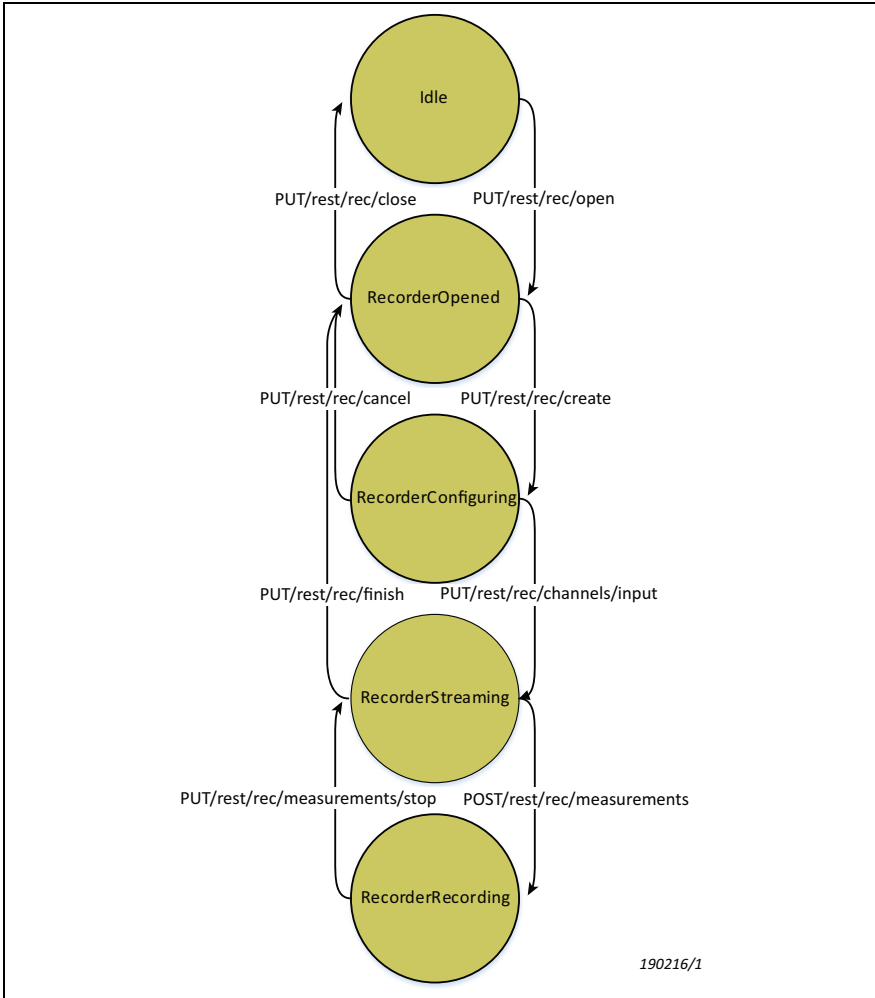 Idle
PUT/rest/rec/close
PUT/rest/rec/open
RecorderOpened
PUT/rest/rec/cancel
PUT/rest/rec/create
RecorderConfiguring
PUT/rest/rec/finish
PUT/rest/rec/channels/input
RecorderStreaming
PUT/rest/rec/measurements/stop
POST/rest/rec/measurements
RecorderRecording
190216/1